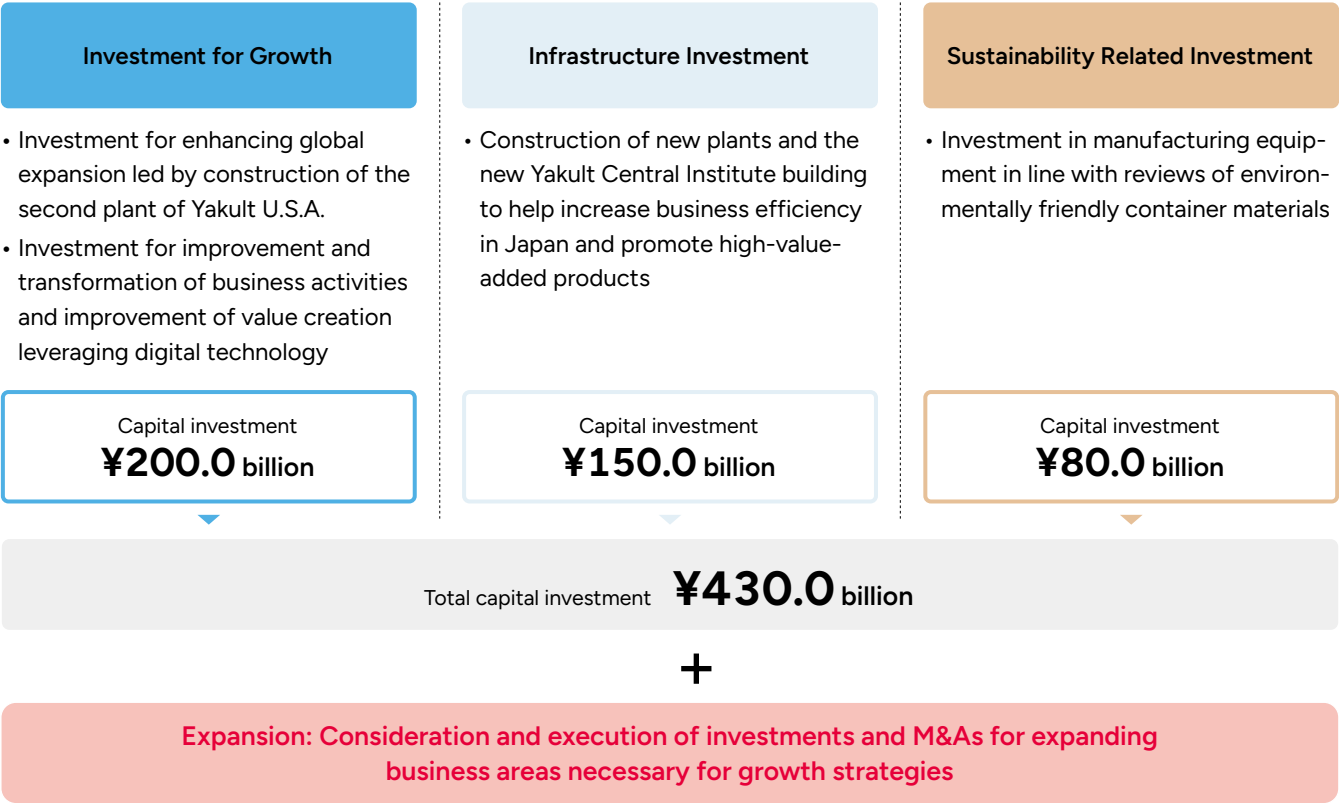 Investment for Growth
• Investment for enhancing global
expansion led by construction of the
second plant of Yakult U.S.A.
• Investment for improvement and
transformation of business activities
and improvement of value creation
leveraging digital technology
Capital investment
¥200.0 billion
Infrastructure Investment
• Construction of new plants and the
new Yakult Central Institute building
to help increase business efficiency
in Japan and promote high-value-
added products
Capital investment
¥150.0 billion
Sustainability Related Investment
• Investment in manufacturing equip-
ment in line with reviews of environ-
mentally friendly container materials
Capital investment
¥80.0 billion
Total capital investment ¥430.0 billion
+
Expansion: Consideration and execution of investments and M&As for expanding
business areas necessary for growth strategies